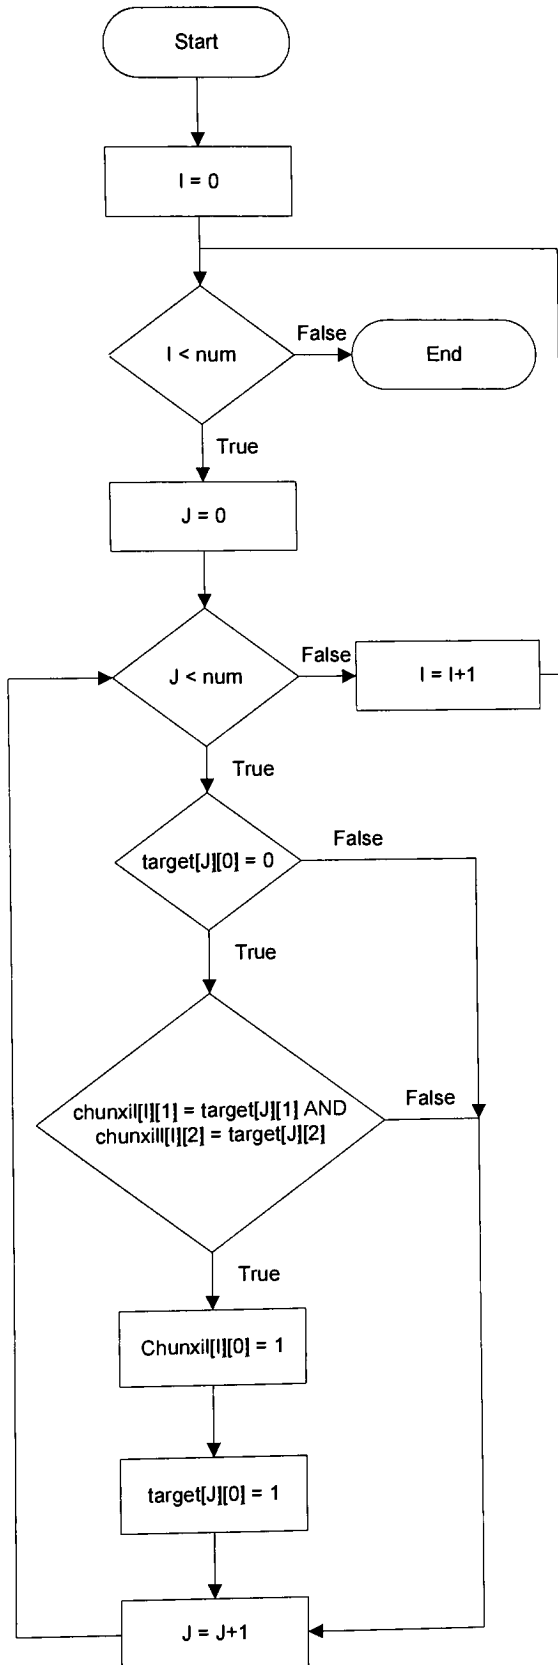 Start
I = 0
I < num
False
End
True
J = 0
J < num
False
I = I+1
True
target[J][0] = 0
False
True
chunxil[I][1] = target[J][1] AND
chunxill[I][2] = target[J][2]
False
True
Chunxil[I][0] = 1
target[J][0] = 1
J = J+1